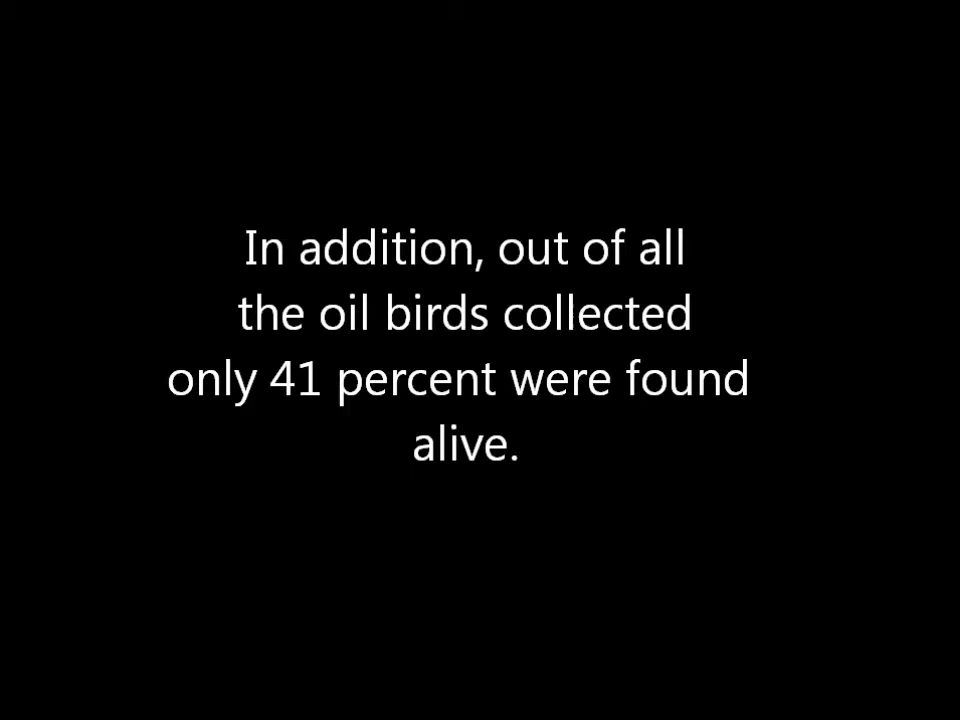 In addition, out of all
the oil birds collected
only 41 percent were found
alive.